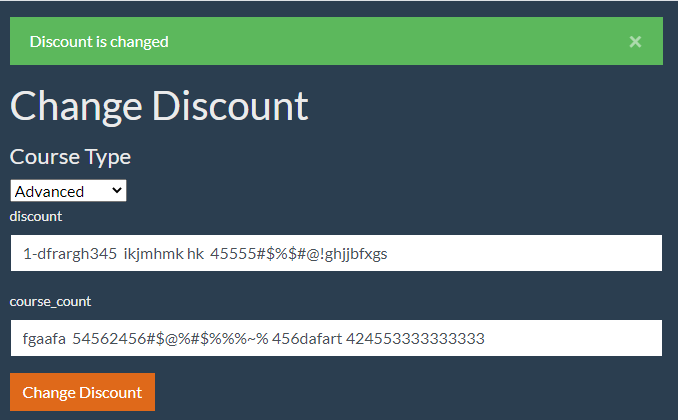 Discount is changed ×
Change Discount
Course Type
Advanced
discount
1-dfrargh345 ikjmhmk hk 45555#$%$#@!ghjjbfxgs
course_count
fgaafa 54562456#$@%#$%%%~% 456dafart 424553333333333
Change Discount